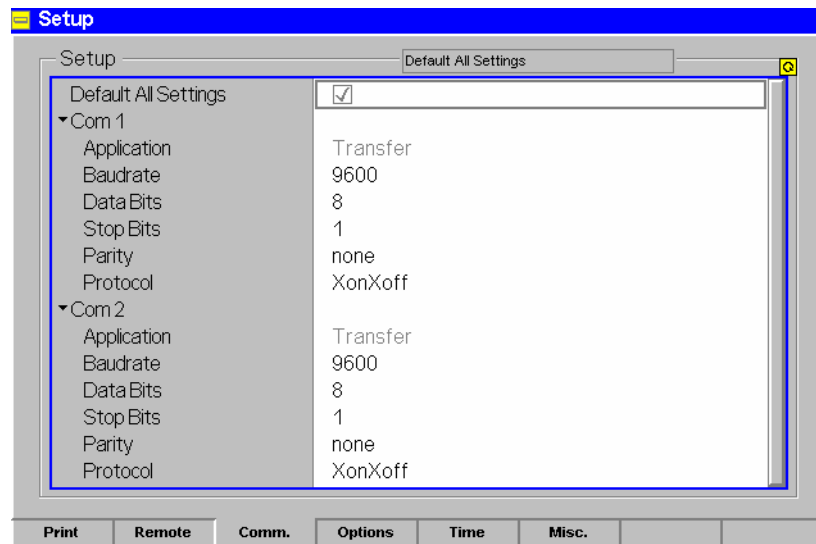 Setup
Setup
Default All Settings
Default All Settings
Com 1
Application Transfer
Baudrate 9600
Data Bits 8
Stop Bits 1
Parity none
Protocol XonXoff
Com 2
Application Transfer
Baudrate 9600
Data Bits 8
Stop Bits 1
Parity none
Protocol XonXoff
Print Remote Comm. Options Time Misc.